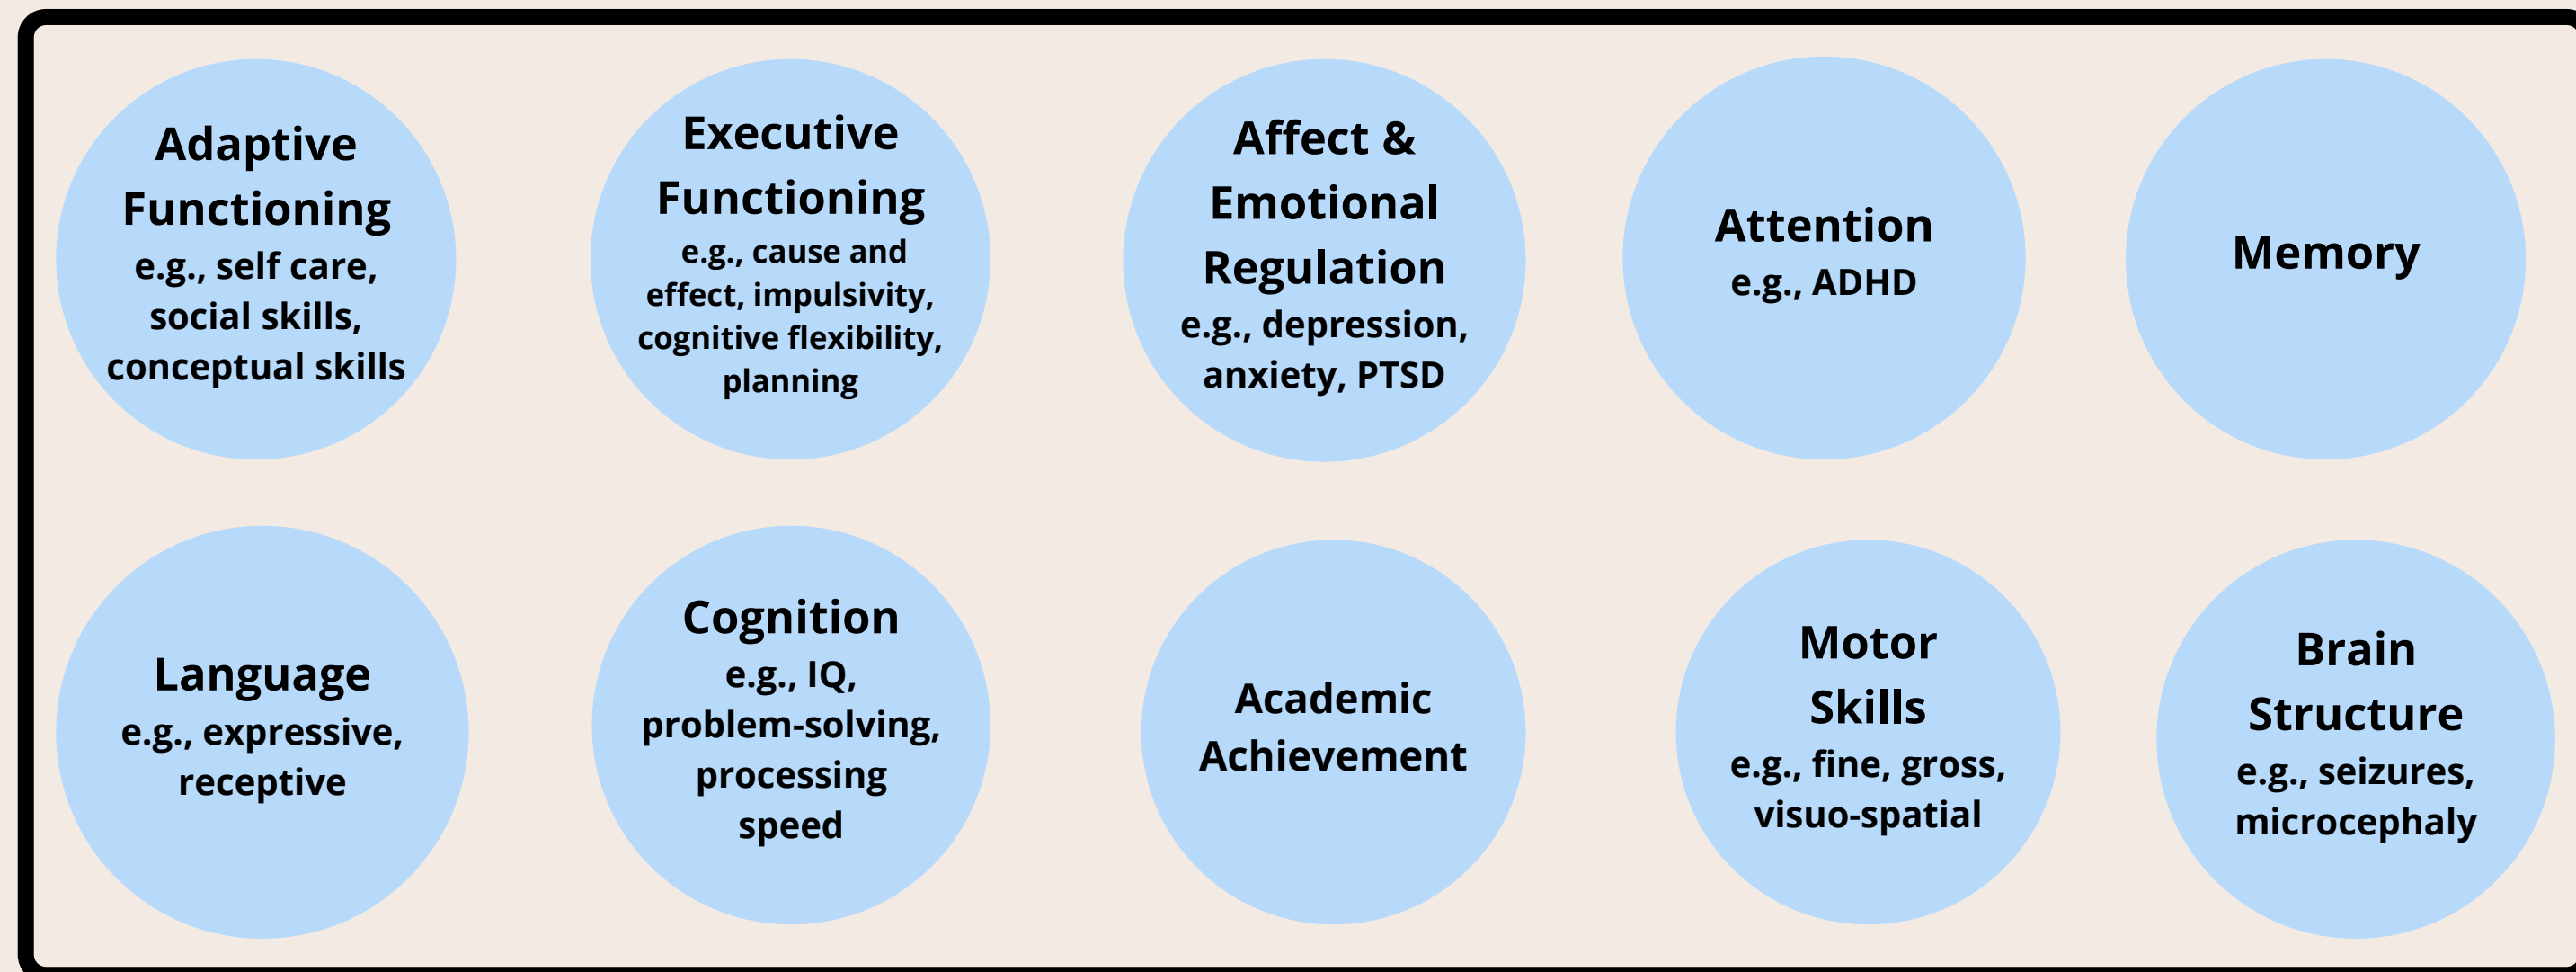 Adaptive
Functioning
e.g., self care,
social skills,
conceptual skills
Executive
Functioning
e.g., cause and
effect, impulsivity,
cognitive flexibility,
planning
Affect &
Emotional
Regulation
e.g., depression,
anxiety, PTSD
Attention
e.g., ADHD
Memory
Language
e.g., expressive,
receptive
Cognition
e.g., IQ,
problem-solving,
processing
speed
Academic
Achievement
Motor
Skills
e.g., fine, gross,
visuo-spatial
Brain
Structure
e.g., seizures,
microcephaly